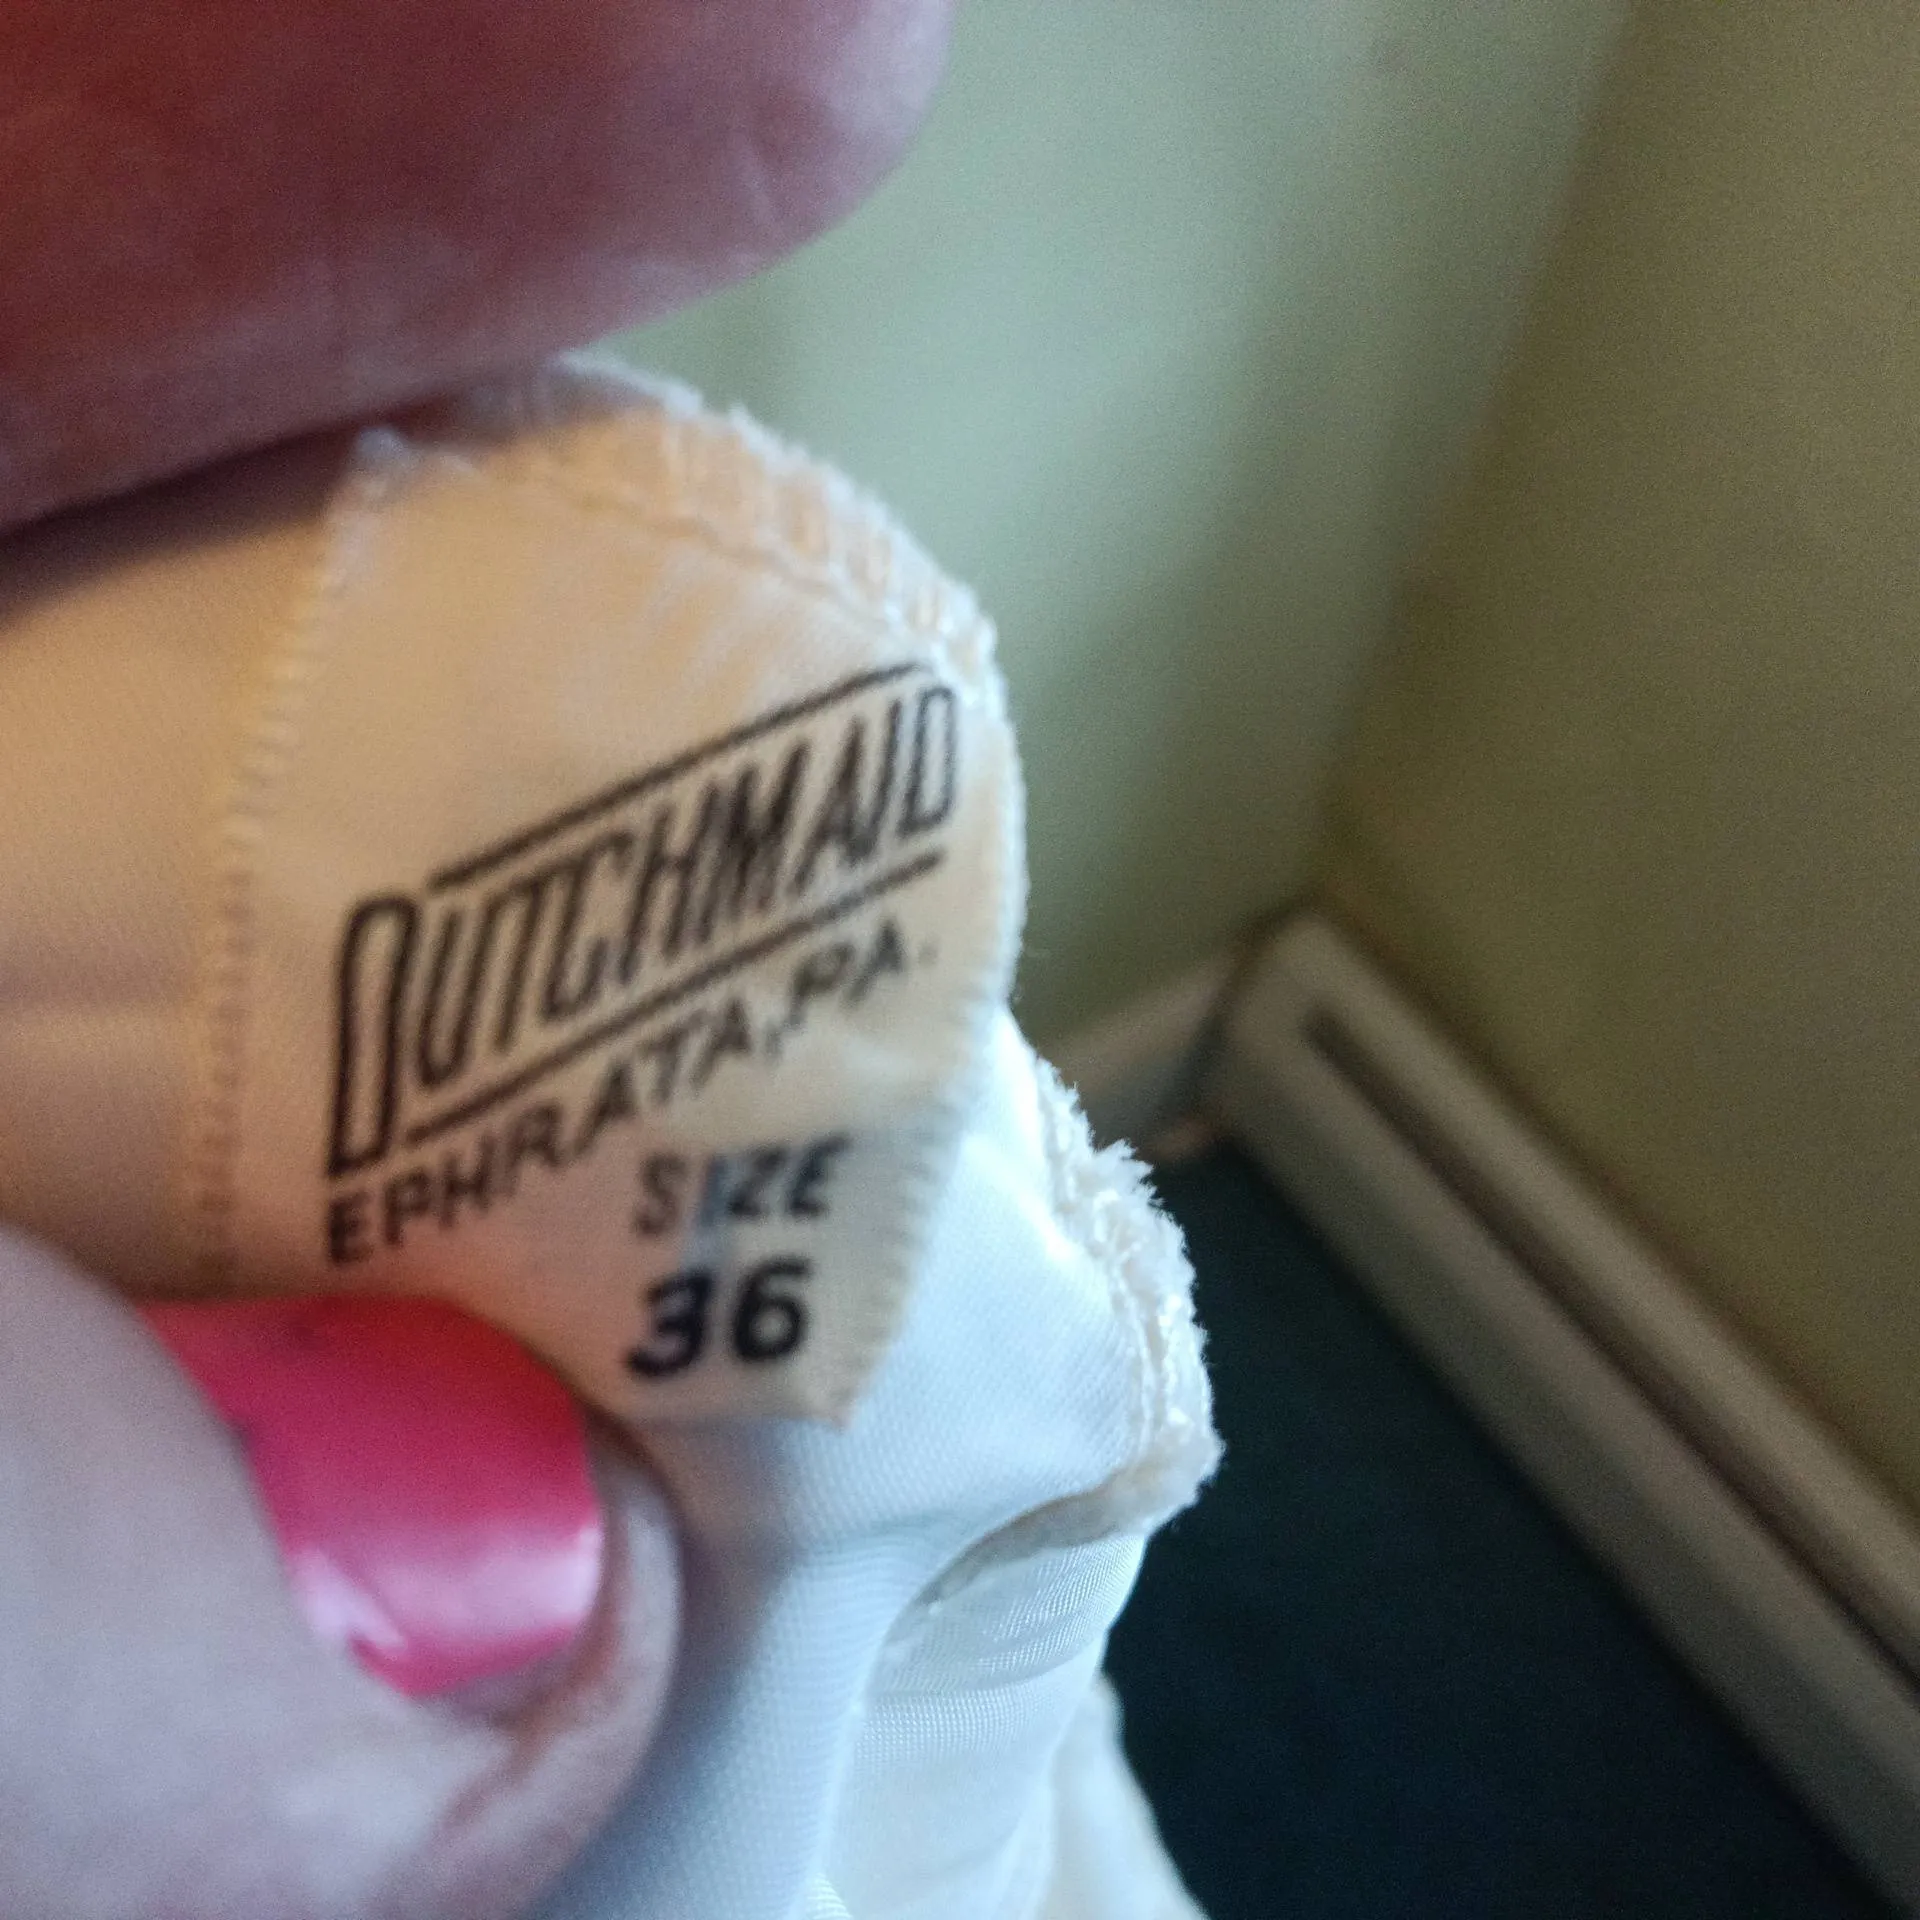 DUTCHMAID
EPHRATA, PA.
SIZE
36